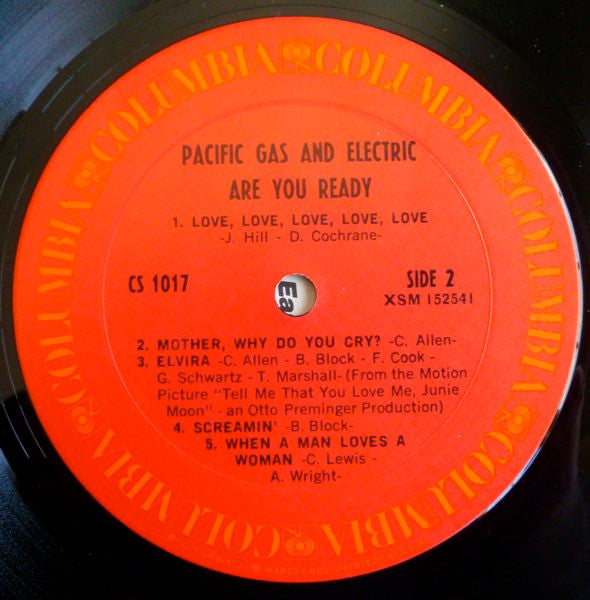 COLUMBIA COLUMBIA COLUMBIA COLUMBIA COLUMBIA COLUMBIA COLUMBIA
PACIFIC GAS AND ELECTRIC
ARE YOU READY
1. LOVE, LOVE, LOVE, LOVE, LOVE
-J. Hill - D. Cochrane-
CS 1017
SIDE 2
XSM 152541
Ea
2. MOTHER, WHY DO YOU CRY? -C. Allen-
3. ELVIRA -C. Allen - B. Block - F. Cook -
G. Schwartz - T. Marshall- (From the Motion
Picture "Tell Me That You Love Me, Junie
Moon" - an Otto Preminger Production)
4. SCREAMIN' -B. Block-
5. WHEN A MAN LOVES A
WOMAN -C. Lewis -
A. Wright-